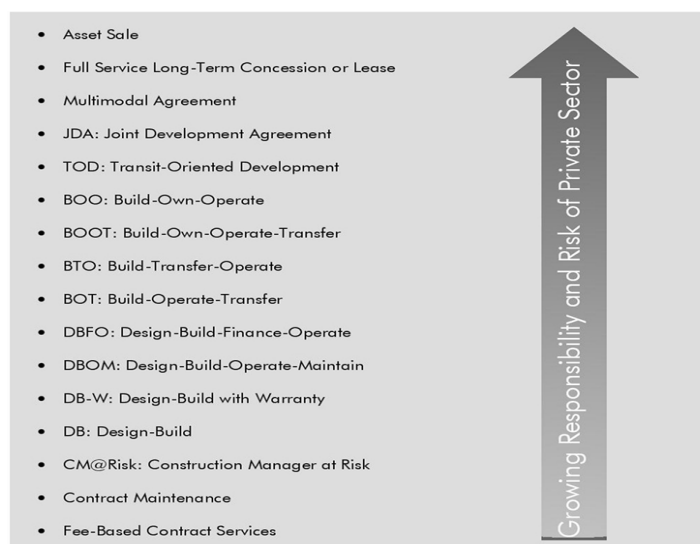 • Asset Sale
• Full Service Long-Term Concession or Lease
• Multimodal Agreement
• JDA: Joint Development Agreement
• TOD: Transit-Oriented Development
• BOO: Build-Own-Operate
• BOOT: Build-Own-Operate-Transfer
• BTO: Build-Transfer-Operate
• BOT: Build-Operate-Transfer
• DBFO: Design-Build-Finance-Operate
• DBOM: Design-Build-Operate-Maintain
• DB-W: Design-Build with Warranty
• DB: Design-Build
• CM@Risk: Construction Manager at Risk
• Contract Maintenance
• Fee-Based Contract Services
Growing Responsibility and Risk of Private Sector